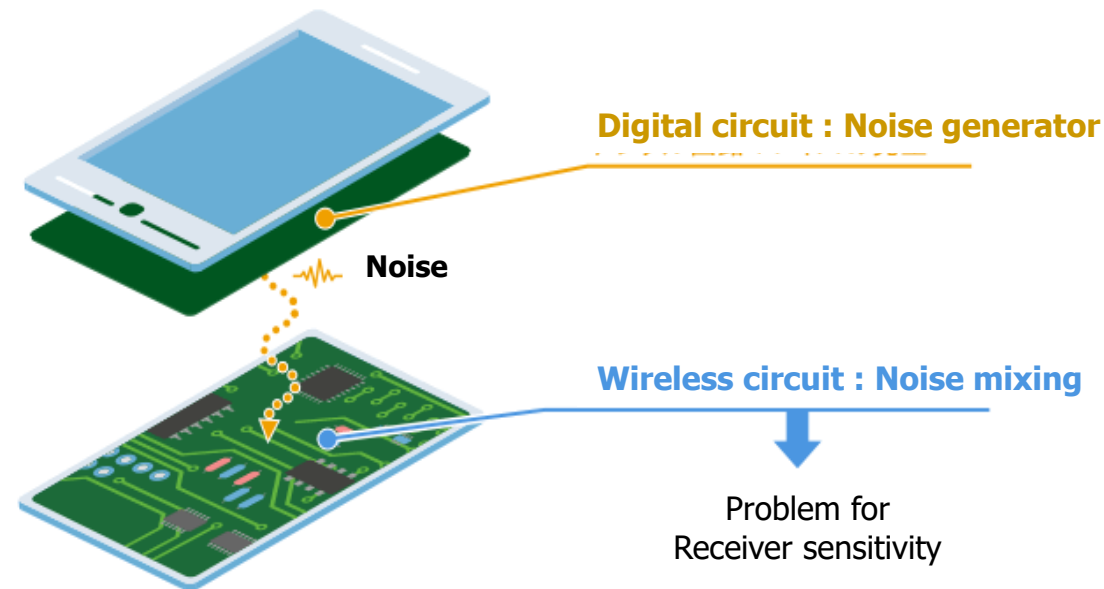 Digital circuit : Noise generator
Noise
Wireless circuit : Noise mixing
Problem for
Receiver sensitivity